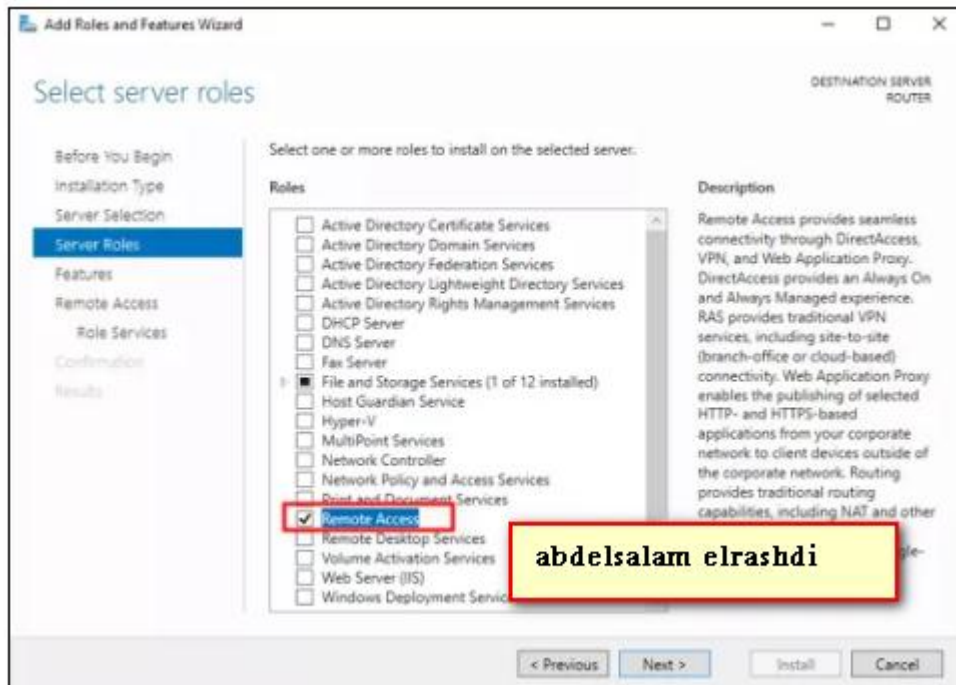 Add Roles and Features Wizard
Select server roles
DESTINATION SERVER
ROUTER
Before You Begin
Installation Type
Server Selection
Server Roles
Features
Remote Access
Role Services
Confirmation
Results
Select one or more roles to install on the selected server.
Roles
Active Directory Certificate Services
Active Directory Domain Services
Active Directory Federation Services
Active Directory Lightweight Directory Services
Active Directory Rights Management Services
DHCP Server
DNS Server
Fax Server
File and Storage Services (1 of 12 installed)
Host Guardian Service
Hyper-V
MultiPoint Services
Network Controller
Network Policy and Access Services
Print and Document Services
Remote Access
Remote Desktop Services
Volume Activation Services
Web Server (IIS)
Windows Deployment
Description
Remote Access provides seamless
connectivity through DirectAccess,
VPN, and Web Application Proxy.
DirectAccess provides an Always On
and Always Managed experience.
RAS provides traditional VPN
services, including site-to-site
(branch-office or cloud-based)
connectivity. Web Application Proxy
enables the publishing of selected
HTTP- and HTTPS-based
applications from your corporate
network to client devices outside of
the corporate network. Routing
provides traditional routing
capabilities, including NAT and other
abdelsalam elrashdi
< Previous
Next >
Install
Cancel